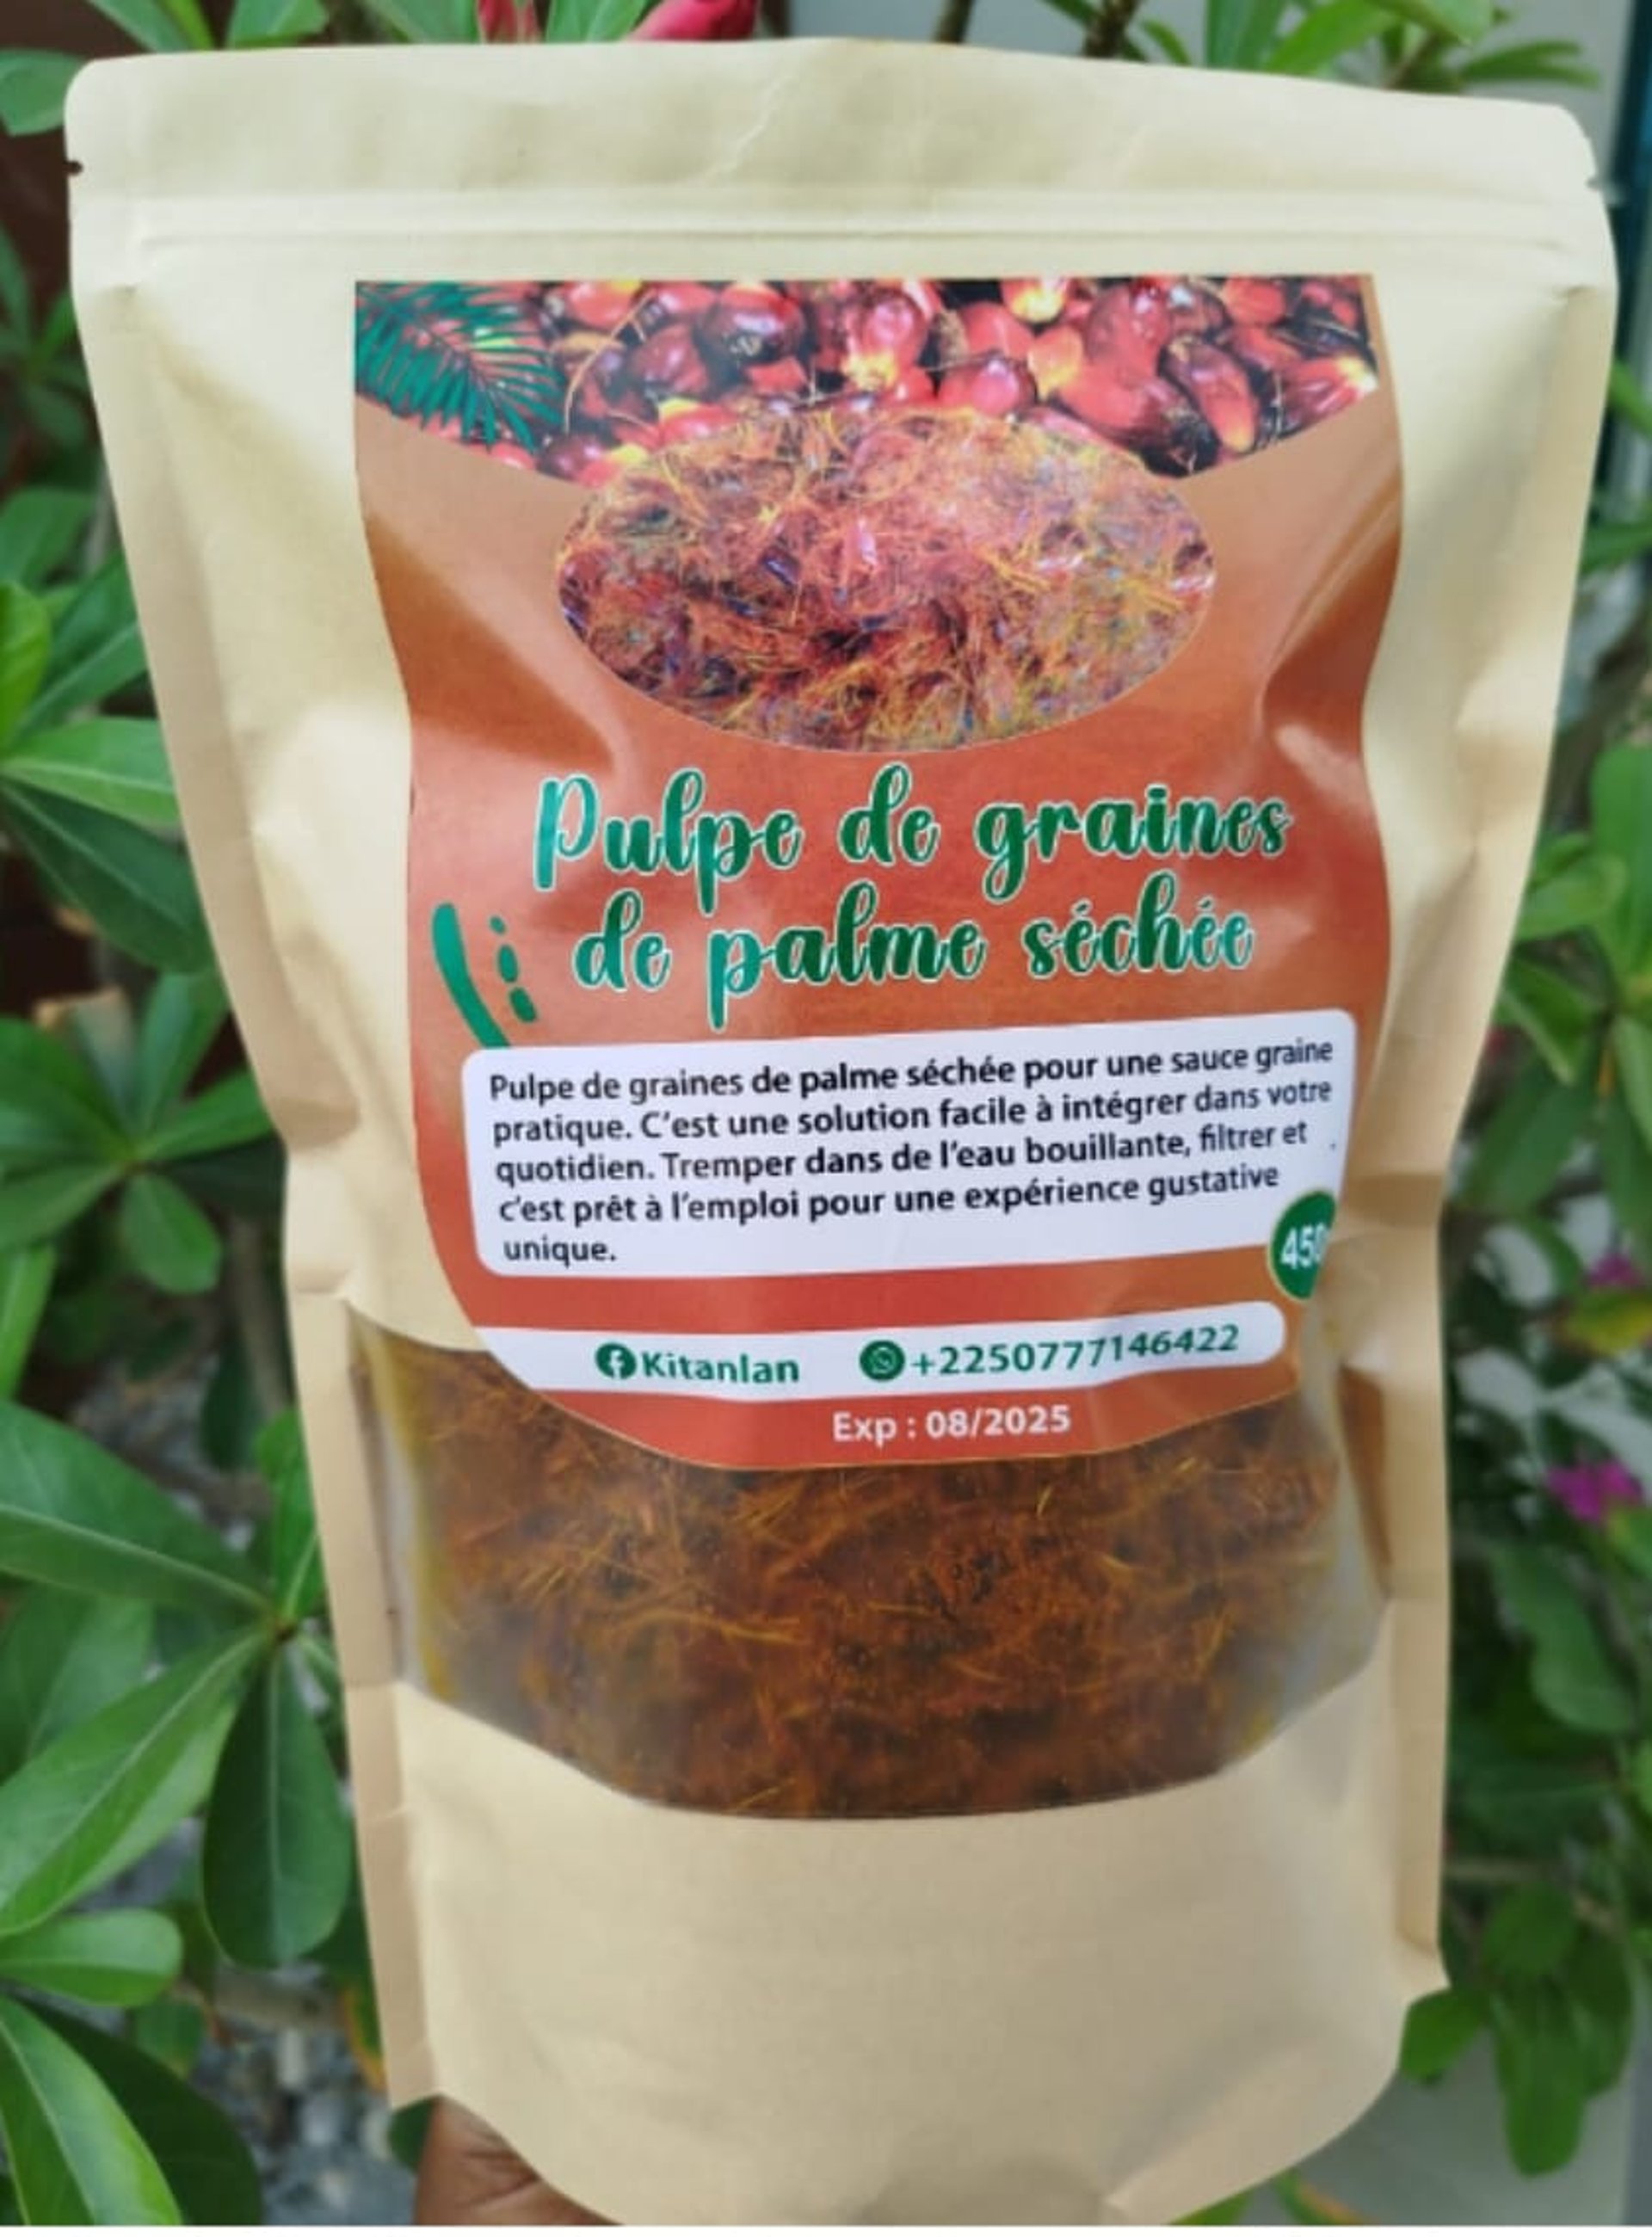 Pulpe de graines
de palme séchée
Pulpe de graines de palme séchée pour une sauce graine
pratique. C'est une solution facile à intégrer dans votre
quotidien. Tremper dans de l'eau bouillante, filtrer et
c'est prêt à l'emploi pour une expérience gustative
unique.
Kitanlan +2250777146422
Exp : 08/2025